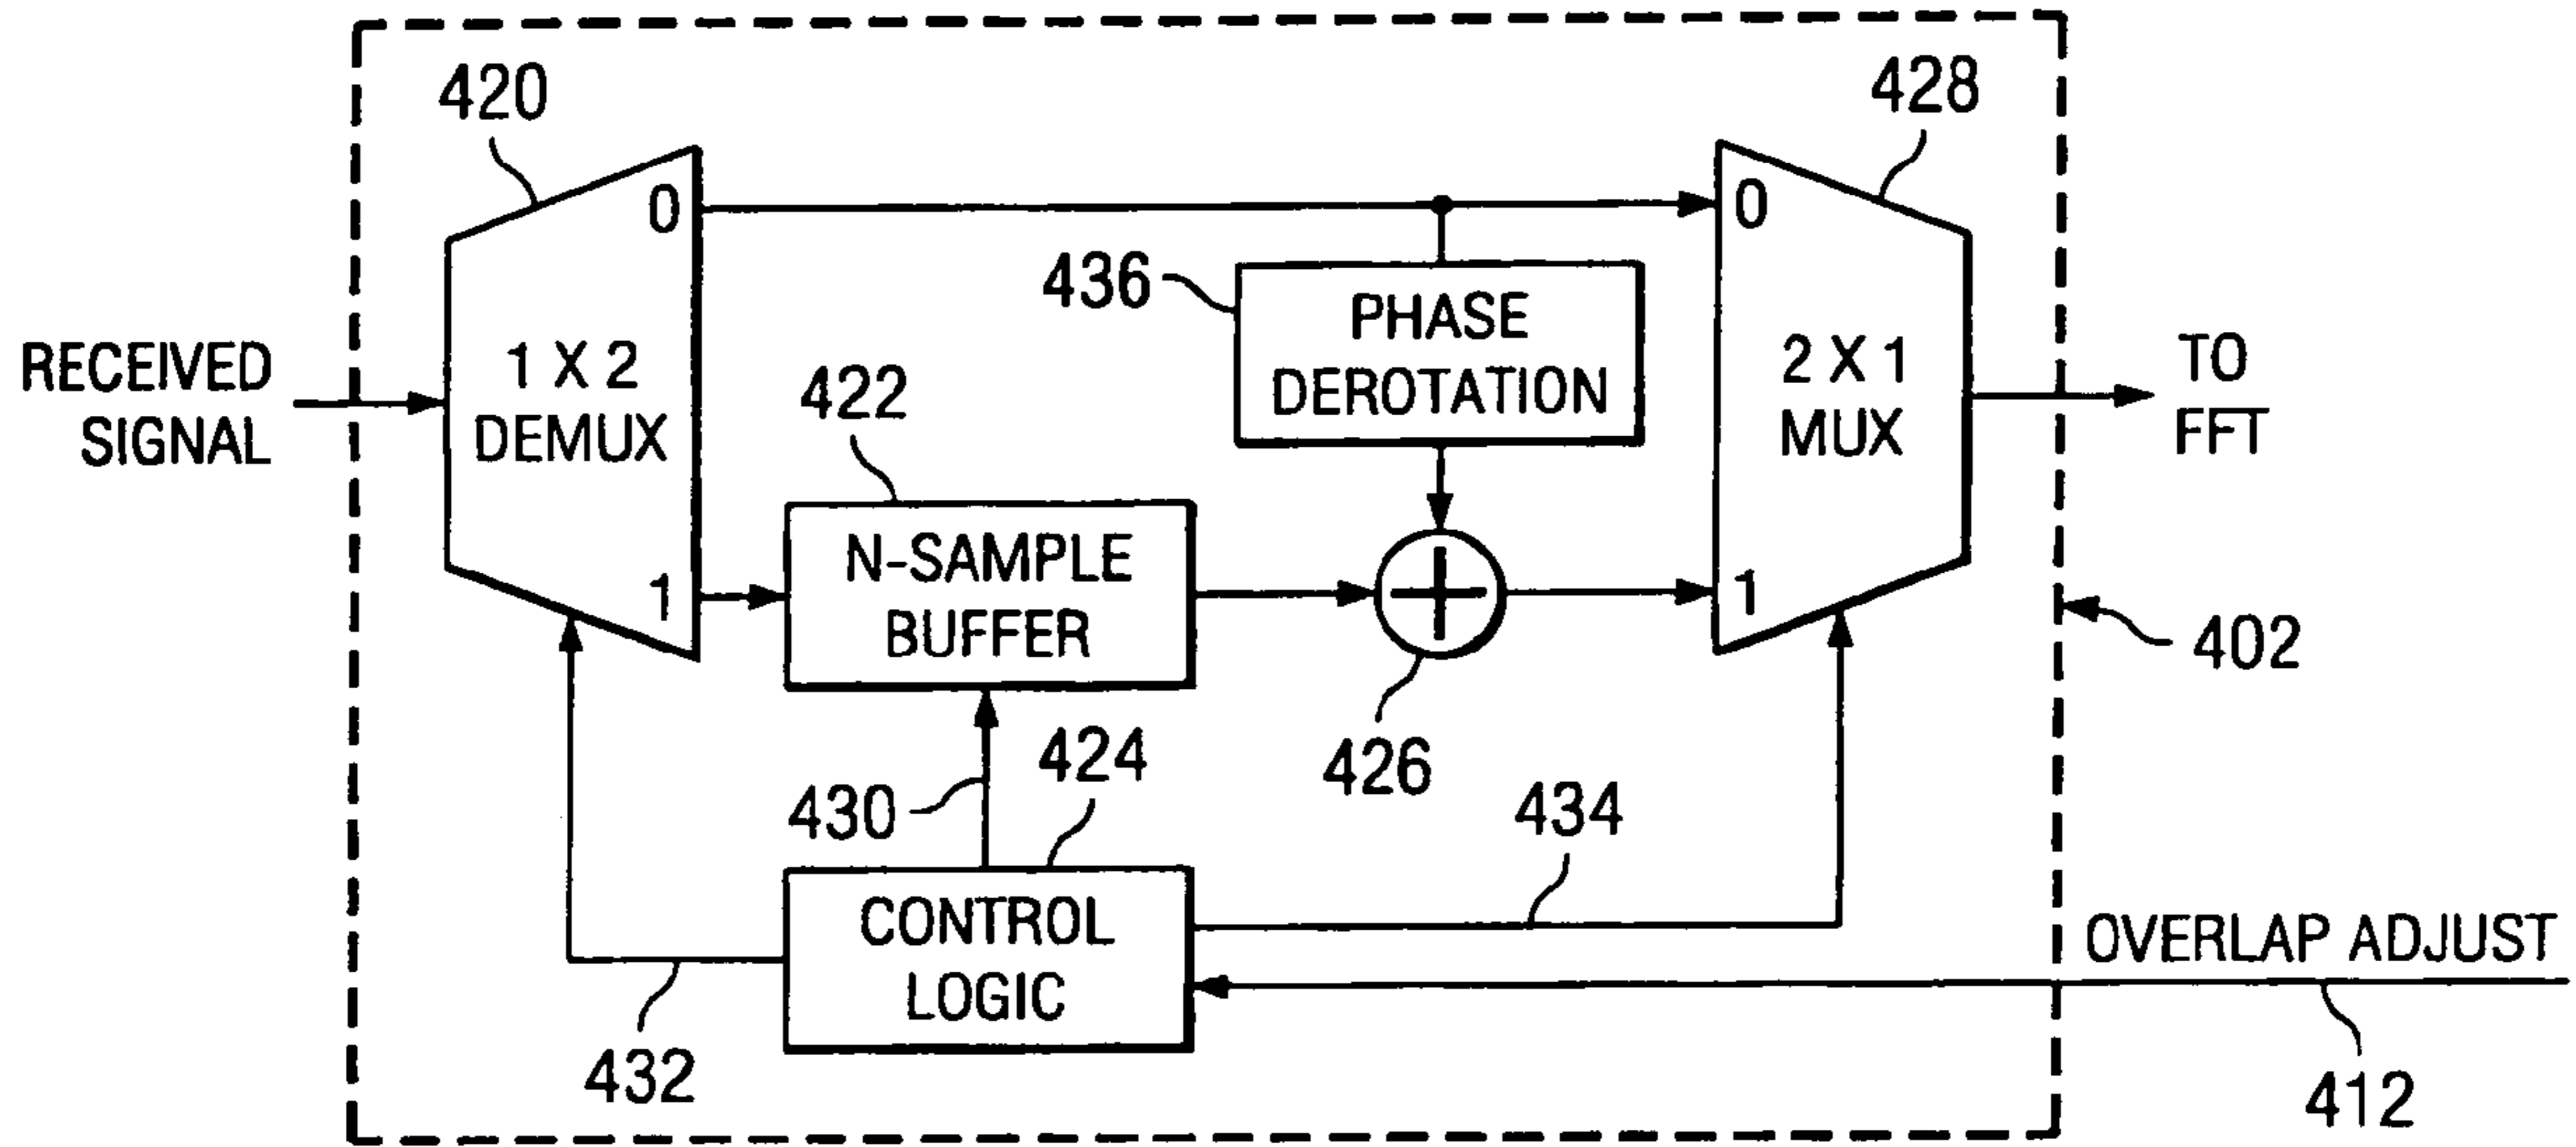 420
428
0
0
436
PHASE
DEROTATION
RECEIVED
SIGNAL
1 X 2
DEMUX
422
2 X 1
MUX
TO
FFT
N-SAMPLE
BUFFER
1
1
402
426
424
430
434
CONTROL
LOGIC
OVERLAP ADJUST
432
412